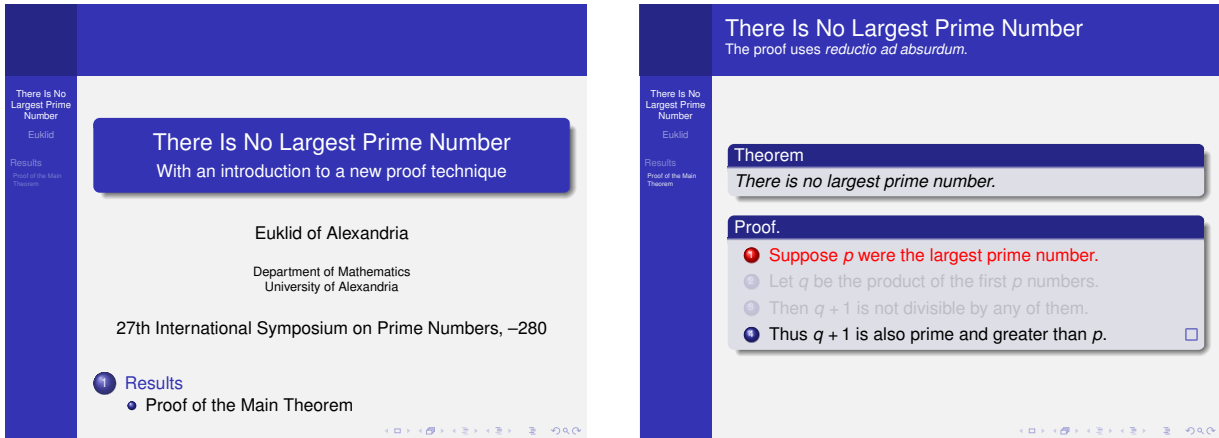 There Is No
Largest Prime
Number
Euklid
Results
Proof of the Main
Theorem
There Is No Largest Prime Number
With an introduction to a new proof technique
Euklid of Alexandria
Department of Mathematics
University of Alexandria
27th International Symposium on Prime Numbers, –280
1 Results
Proof of the Main Theorem
There Is No Largest Prime Number
The proof uses reductio ad absurdum.
There Is No
Largest Prime
Number
Euklid
Results
Proof of the Main
Theorem
Theorem
There is no largest prime number.
Proof.
1 Suppose p were the largest prime number.
2 Let q be the product of the first p numbers.
3 Then q + 1 is not divisible by any of them.
4 Thus q + 1 is also prime and greater than p.